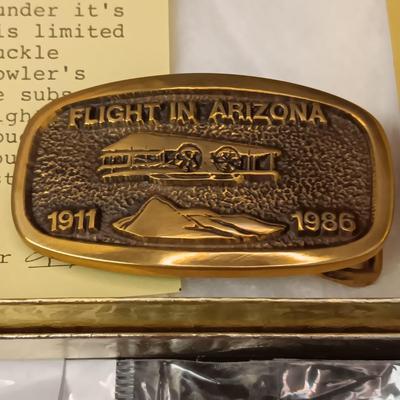 under it's
is limited
uckle
owler's
e subs
FLIGHT IN ARIZONA
1911 1986